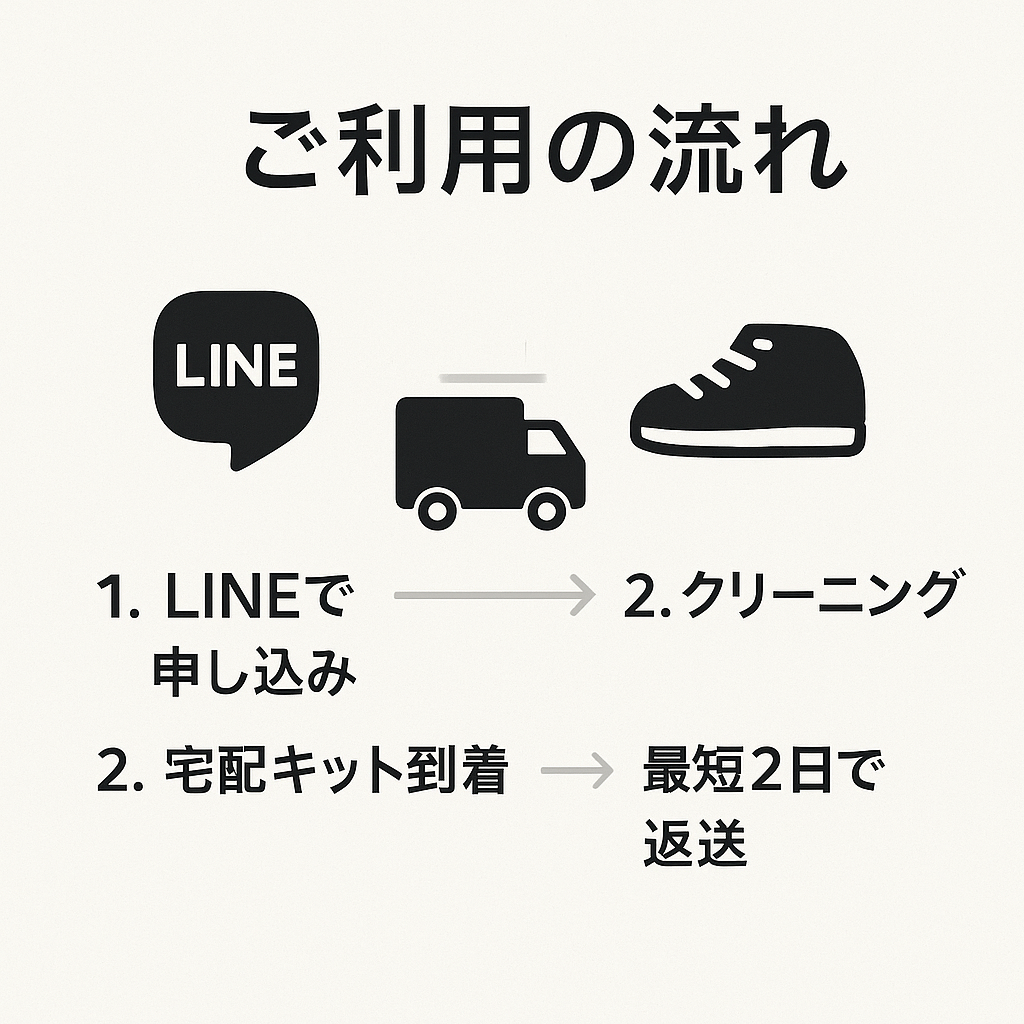 ご利用の流れ
LINE
1. LINEで
申し込み
2. クリーニング
2. 宅配キット到着
最短2日で
返送